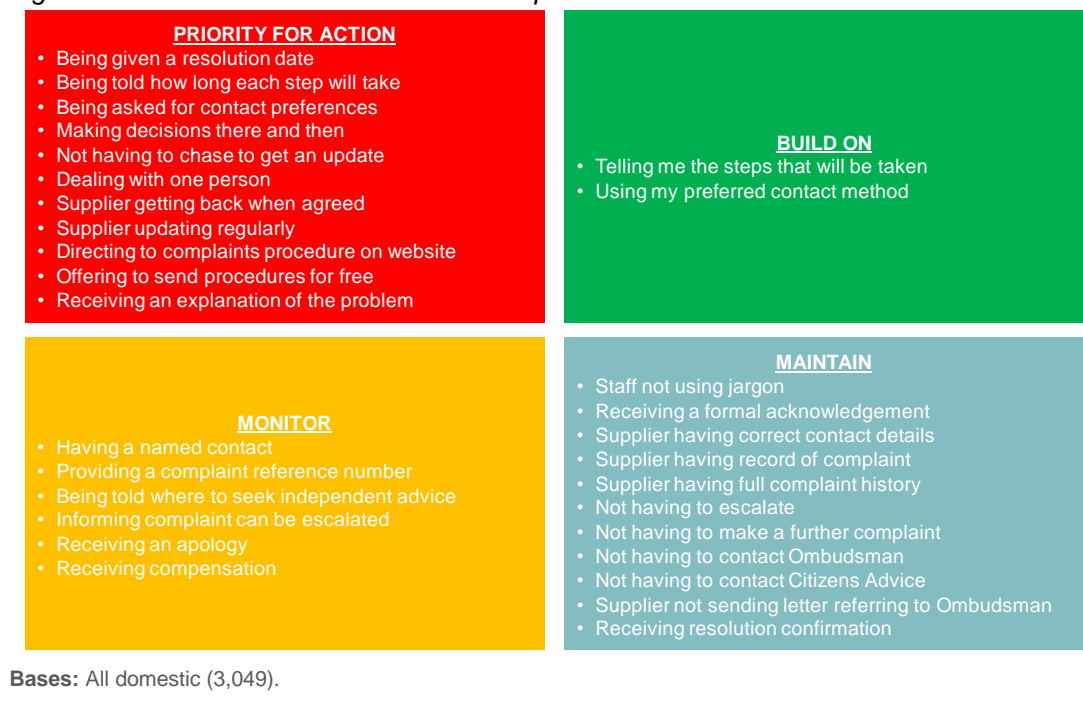 PRIORITY FOR ACTION
• Being given a resolution date
• Being told how long each step will take
• Being asked for contact preferences
• Making decisions there and then
• Not having to chase to get an update
• Dealing with one person
• Supplier getting back when agreed
• Supplier updating regularly
• Directing to complaints procedure on website
• Offering to send procedures for free
• Receiving an explanation of the problem
BUILD ON
• Telling me the steps that will be taken
• Using my preferred contact method
MONITOR
• Having a named contact
• Providing a complaint reference number
• Being told where to seek independent advice
• Informing complaint can be escalated
• Receiving an apology
• Receiving compensation
MAINTAIN
• Staff not using jargon
• Receiving a formal acknowledgement
• Supplier having correct contact details
• Supplier having record of complaint
• Supplier having full complaint history
• Not having to escalate
• Not having to make a further complaint
• Not having to contact Ombudsman
• Not having to contact Citizens Advice
• Supplier not sending letter referring to Ombudsman
• Receiving resolution confirmation
Bases: All domestic (3,049).